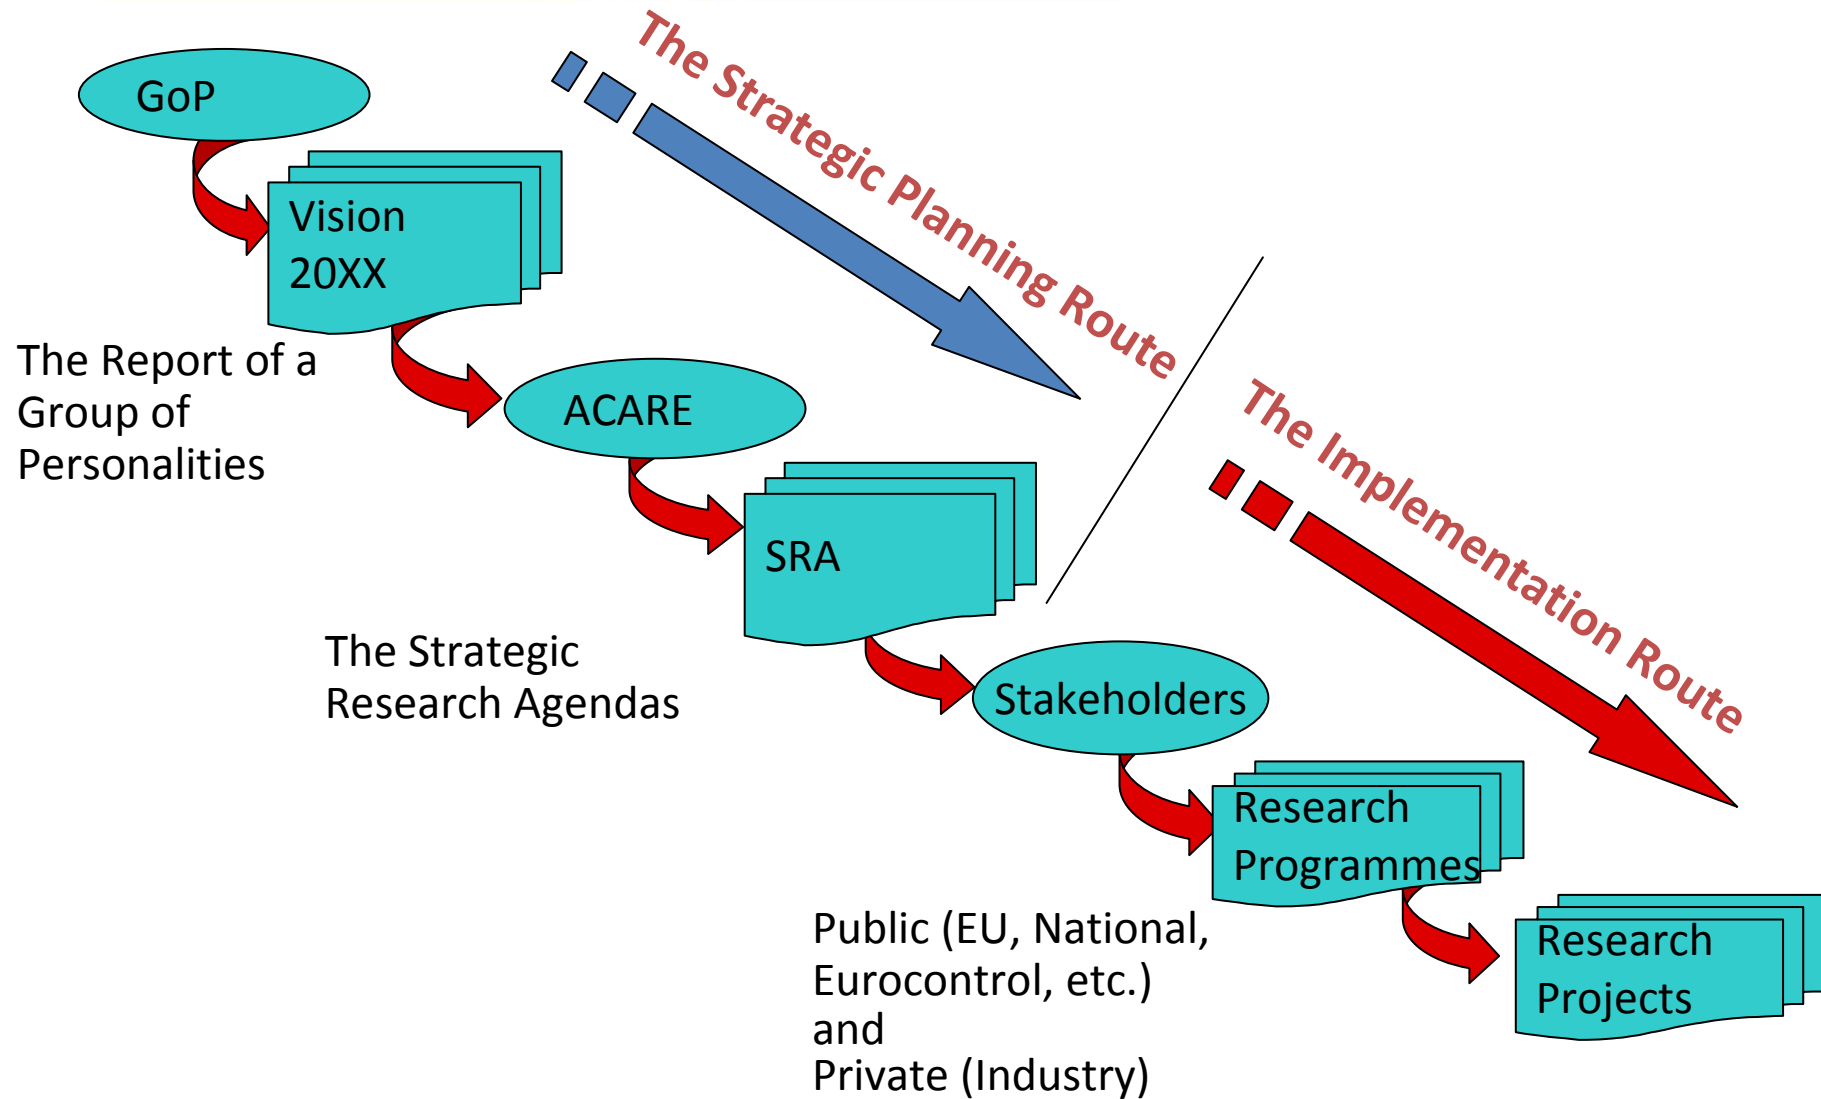 The Strategic Planning Route
GoP
Vision
20XX
The Report of a
Group of
Personalities
ACARE
The Implementation Route
SRA
The Strategic
Research Agendas
Stakeholders
Research
Programmes
Public (EU, National,
Eurocontrol, etc.)
and
Private (Industry)
Research
Projects